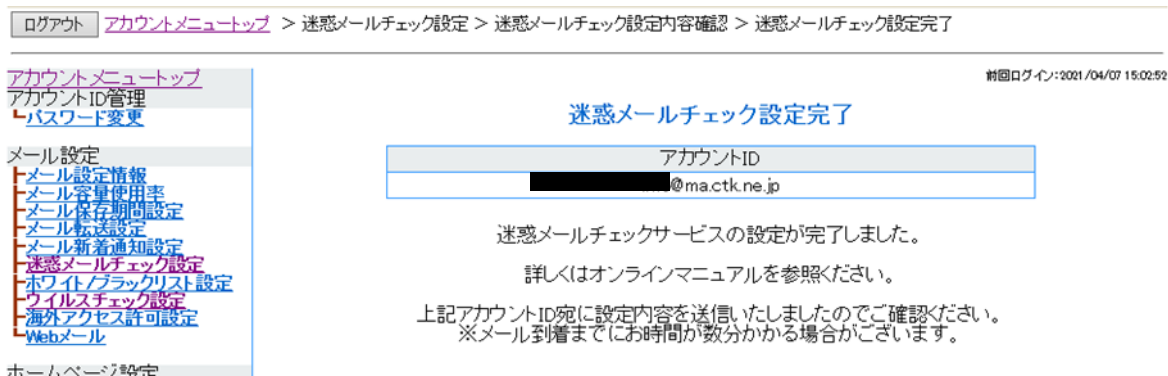 ログアウト アカウントメニュートップ > 迷惑メールチェック設定 > 迷惑メールチェック設定内容確認 > 迷惑メールチェック設定完了
前回ログイン:2021/04/07 15:02:52
アカウントメニュートップ
アカウントID管理
パスワード変更
メール設定
メール設定情報
メール容量使用率
メール保存期間設定
メール転送設定
メール新着通知設定
迷惑メールチェック設定
ホワイト/ブラックリスト設定
ウイルスチェック設定
海外アクセス許可設定
Webメール
ホームページ設定
迷惑メールチェック設定完了
アカウントID
@ma.ctk.ne.jp
迷惑メールチェックサービスの設定が完了しました。
詳しくはオンラインマニュアルを参照ください。
上記アカウントID宛に設定内容を送信いたしましたのでご確認ください。
※メール到着までにお時間が数分かかる場合がございます。